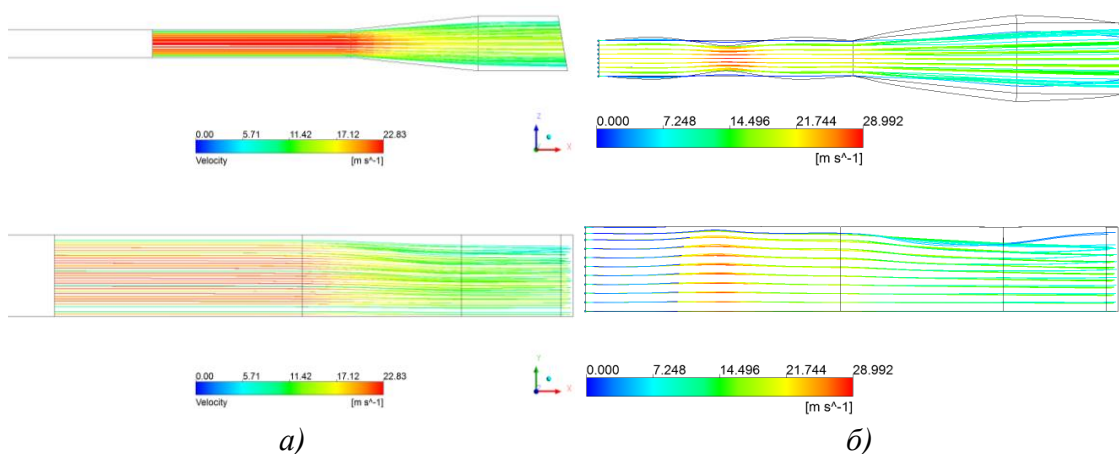 0.00 5.71 11.42 17.12 22.83
Velocity [m s^-1]
Z
X
0.000 7.248 14.496 21.744 28.992
[m s^-1]
0.00 5.71 11.42 17.12 22.83
Velocity [m s^-1]
Y
X
0.000 7.248 14.496 21.744 28.992
[m s^-1]
а) б)